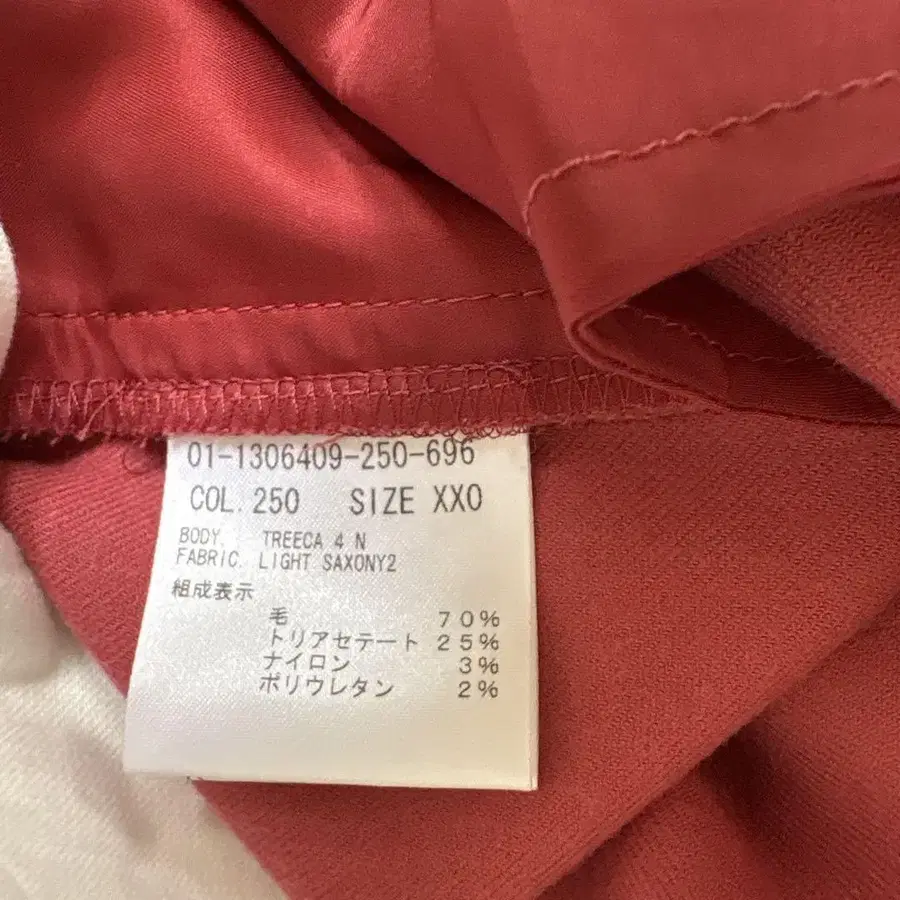 01-1306409-250-696
COL. 250 SIZE XXO
BODY. TREECA 4 N
FABRIC. LIGHT SAXONY2
組成表示
毛 70%
トリアセテート 25%
ナイロン 3%
ポリウレタン 2%